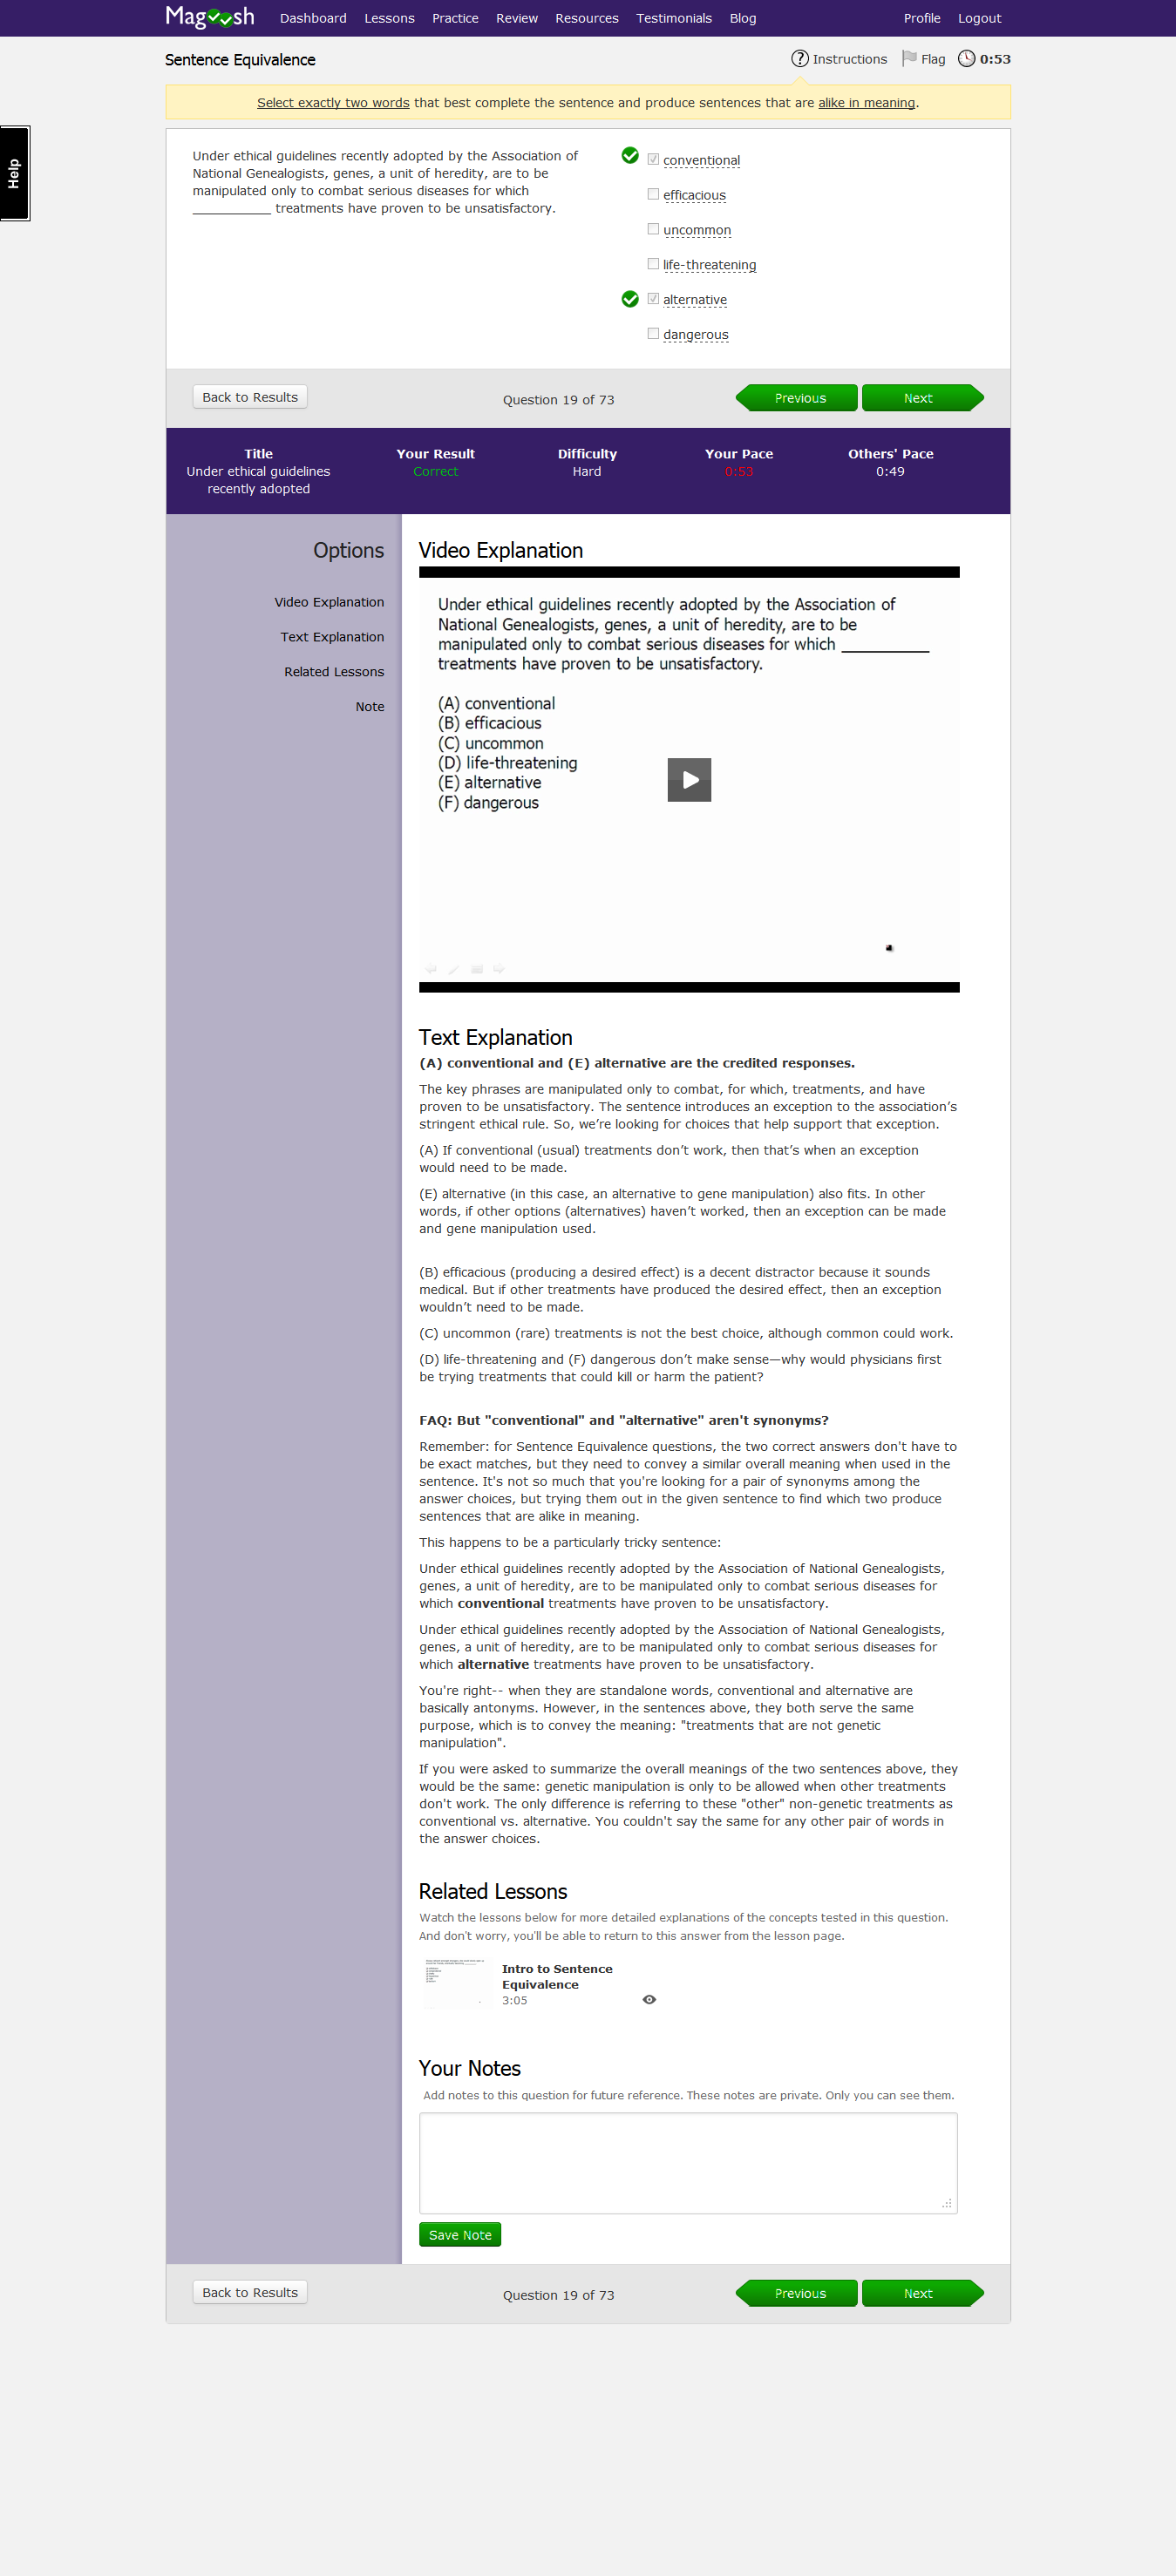 Magoosh Dashboard Lessons Practice Review Resources Testimonials Blog Profile Logout
Sentence Equivalence Instructions Flag 0:53
Select exactly two words that best complete the sentence and produce sentences that are alike in meaning.
Help
Under ethical guidelines recently adopted by the Association of
National Genealogists, genes, a unit of heredity, are to be
manipulated only to combat serious diseases for which
____________ treatments have proven to be unsatisfactory.
conventional
efficacious
uncommon
life-threatening
alternative
dangerous
Back to Results Question 19 of 73 Previous Next
Title Your Result Difficulty Your Pace Others' Pace
Under ethical guidelines Correct Hard 0:53 0:49
recently adopted
Options
Video Explanation
Text Explanation
Related Lessons
Note
Video Explanation
Under ethical guidelines recently adopted by the Association of
National Genealogists, genes, a unit of heredity, are to be
manipulated only to combat serious diseases for which __________
treatments have proven to be unsatisfactory.
(A) conventional
(B) efficacious
(C) uncommon
(D) life-threatening
(E) alternative
(F) dangerous
Text Explanation
(A) conventional and (E) alternative are the credited responses.
The key phrases are manipulated only to combat, for which, treatments, and have
proven to be unsatisfactory. The sentence introduces an exception to the association’s
stringent ethical rule. So, we’re looking for choices that help support that exception.
(A) If conventional (usual) treatments don’t work, then that’s when an exception
would need to be made.
(E) alternative (in this case, an alternative to gene manipulation) also fits. In other
words, if other options (alternatives) haven’t worked, then an exception can be made
and gene manipulation used.
(B) efficacious (producing a desired effect) is a decent distractor because it sounds
medical. But if other treatments have produced the desired effect, then an exception
wouldn’t need to be made.
(C) uncommon (rare) treatments is not the best choice, although common could work.
(D) life-threatening and (F) dangerous don’t make sense—why would physicians first
be trying treatments that could kill or harm the patient?
FAQ: But "conventional" and "alternative" aren't synonyms?
Remember: for Sentence Equivalence questions, the two correct answers don't have to
be exact matches, but they need to convey a similar overall meaning when used in the
sentence. It's not so much that you're looking for a pair of synonyms among the
answer choices, but trying them out in the given sentence to find which two produce
sentences that are alike in meaning.
This happens to be a particularly tricky sentence:
Under ethical guidelines recently adopted by the Association of National Genealogists,
genes, a unit of heredity, are to be manipulated only to combat serious diseases for
which conventional treatments have proven to be unsatisfactory.
Under ethical guidelines recently adopted by the Association of National Genealogists,
genes, a unit of heredity, are to be manipulated only to combat serious diseases for
which alternative treatments have proven to be unsatisfactory.
You're right-- when they are standalone words, conventional and alternative are
basically antonyms. However, in the sentences above, they both serve the same
purpose, which is to convey the meaning: "treatments that are not genetic
manipulation".
If you were asked to summarize the overall meanings of the two sentences above, they
would be the same: genetic manipulation is only to be allowed when other treatments
don't work. The only difference is referring to these "other" non-genetic treatments as
conventional vs. alternative. You couldn't say the same for any other pair of words in
the answer choices.
Related Lessons
Watch the lessons below for more detailed explanations of the concepts tested in this question.
And don't worry, you'll be able to return to this answer from the lesson page.
Intro to Sentence
Equivalence
3:05
Your Notes
Add notes to this question for future reference. These notes are private. Only you can see them.
Save Note
Back to Results Question 19 of 73 Previous Next